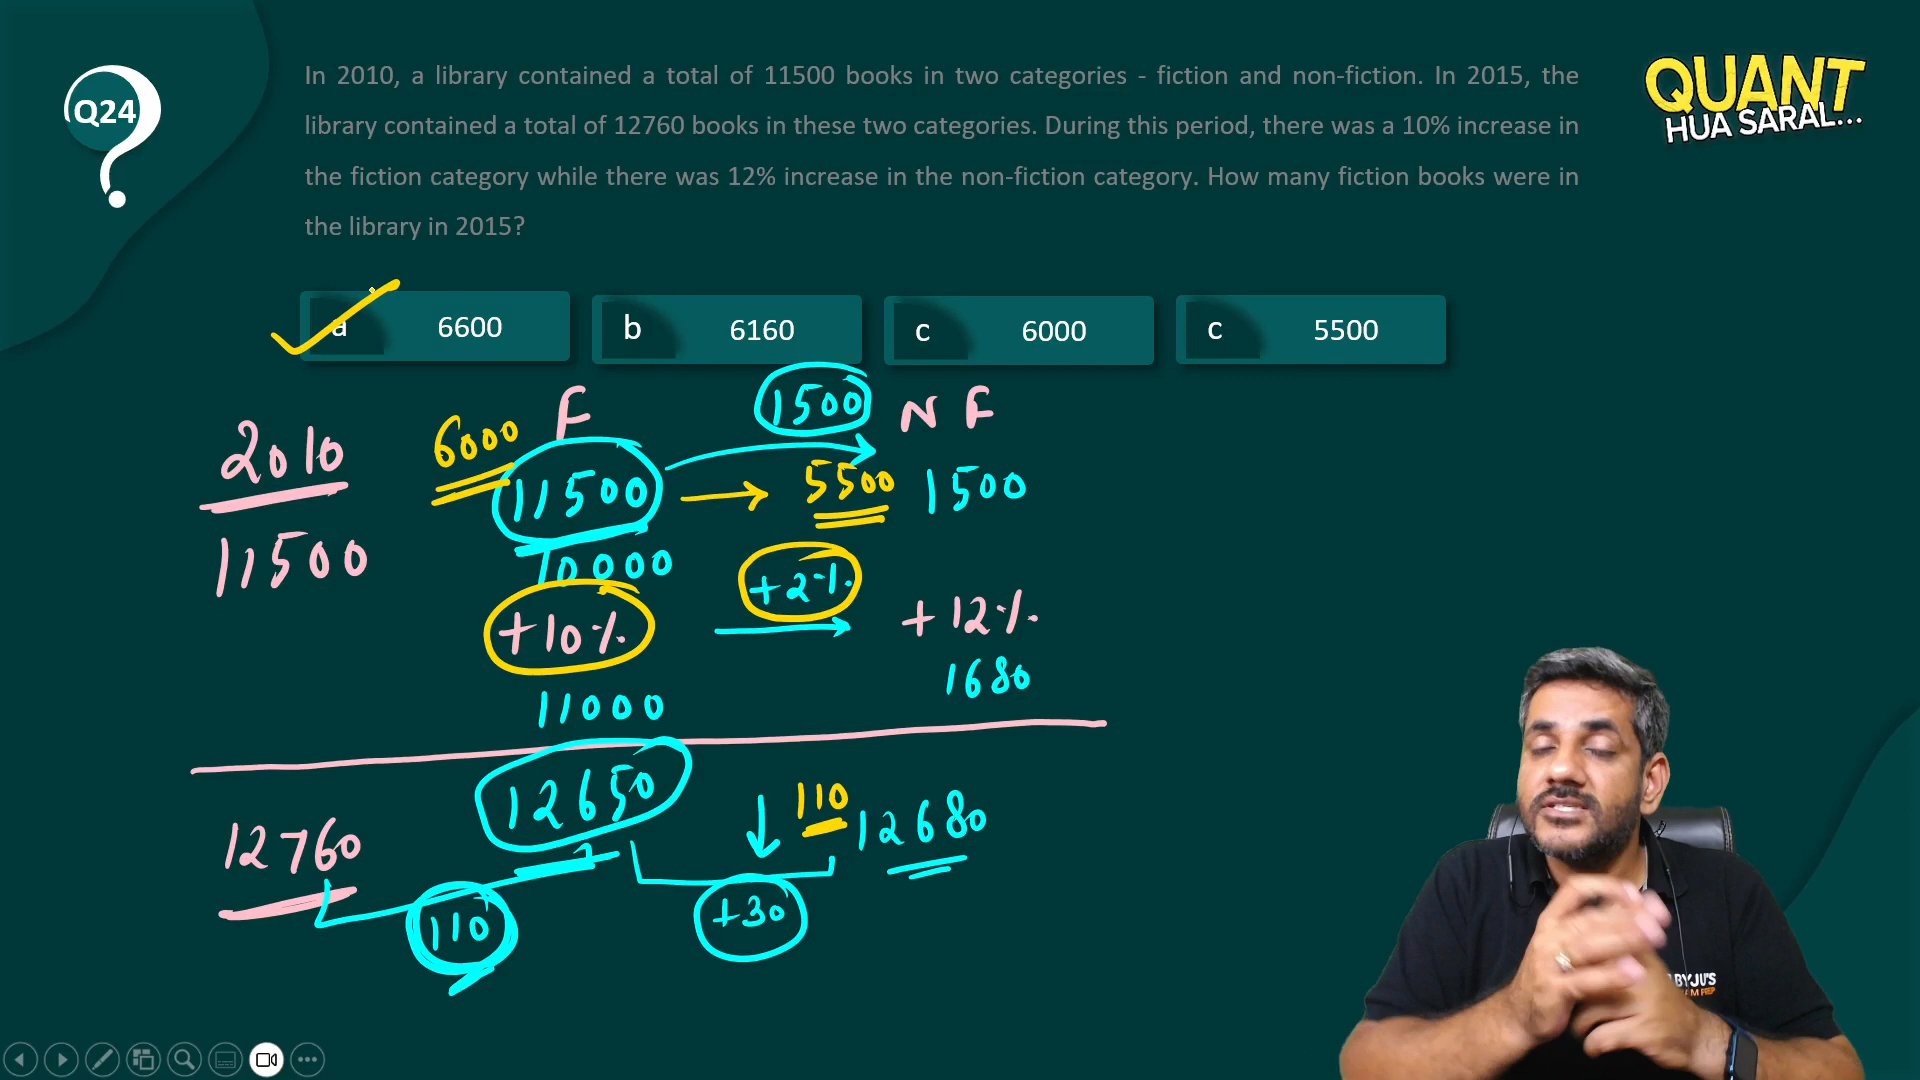 Q24
In 2010, a library contained a total of 11500 books in two categories - fiction and non-fiction. In 2015, the
library contained a total of 12760 books in these two categories. During this period, there was a 10% increase in
the fiction category while there was 12% increase in the non-fiction category. How many fiction books were in
the library in 2015?
QUANT
HUA SARAL...
a 6600
b 6160
c 6000
c 5500
F 1500 N F
2010 6000 11500 5500 1500
11500 10000 +2%
+10% +12%
1680
11000
12650 110 12680
12760
110 +30
BYJU'S